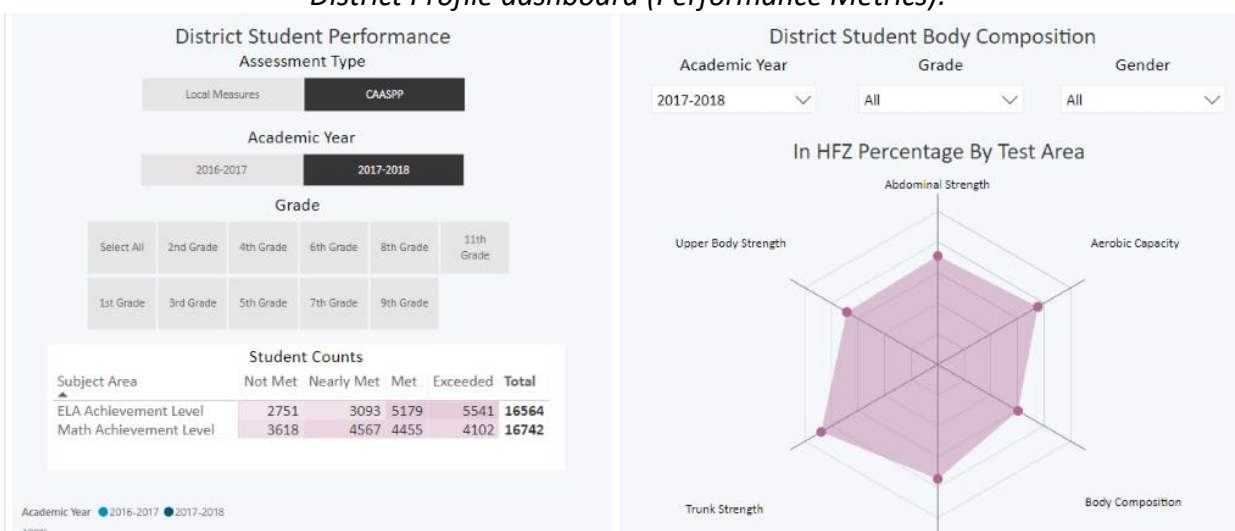 District Profile dashboard (Performance Metrics).
District Student Performance
Assessment Type
Local Measures CAASPP
Academic Year
2016-2017 2017-2018
Grade
Select All 2nd Grade 4th Grade 6th Grade 8th Grade 11th Grade
1st Grade 3rd Grade 5th Grade 7th Grade 9th Grade
Student Counts
Subject Area Not Met Nearly Met Met Exceeded Total
ELA Achievement Level 2751 3093 5179 5541 16564
Math Achievement Level 3618 4567 4455 4102 16742
Academic Year 2016-2017 2017-2018
District Student Body Composition
Academic Year Grade Gender
2017-2018 All All
In HFZ Percentage By Test Area
Abdominal Strength
Upper Body Strength Aerobic Capacity
Trunk Strength Body Composition